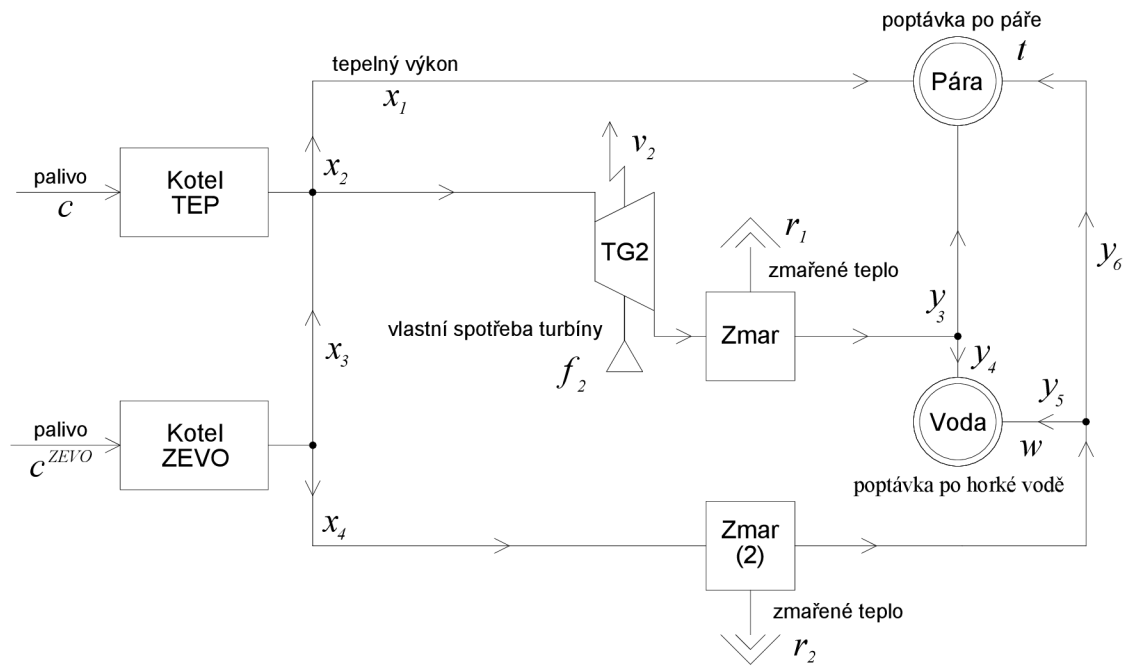 poptávka po páře
t
Pára
tepelný výkon
x1
v2
palivo
c
Kotel
TEP
x2
TG2
r1
zmařené teplo
y6
vlastní spotřeba turbíny
f2
Zmar
y3
x3
y4
y5
palivo
c^ZEVO
Kotel
ZEVO
Voda
w
poptávka po horké vodě
x4
Zmar
(2)
zmařené teplo
r2